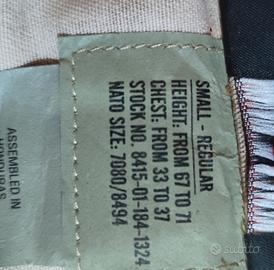 SMALL - REGULAR
HEIGHT: FROM 67 TO 71
CHEST: FROM 33 TO 37
STOCK NO. 8415-01-184-1324
NATO SIZE: 7080/8494
ASSEMBLED IN
HONDURAS
subito